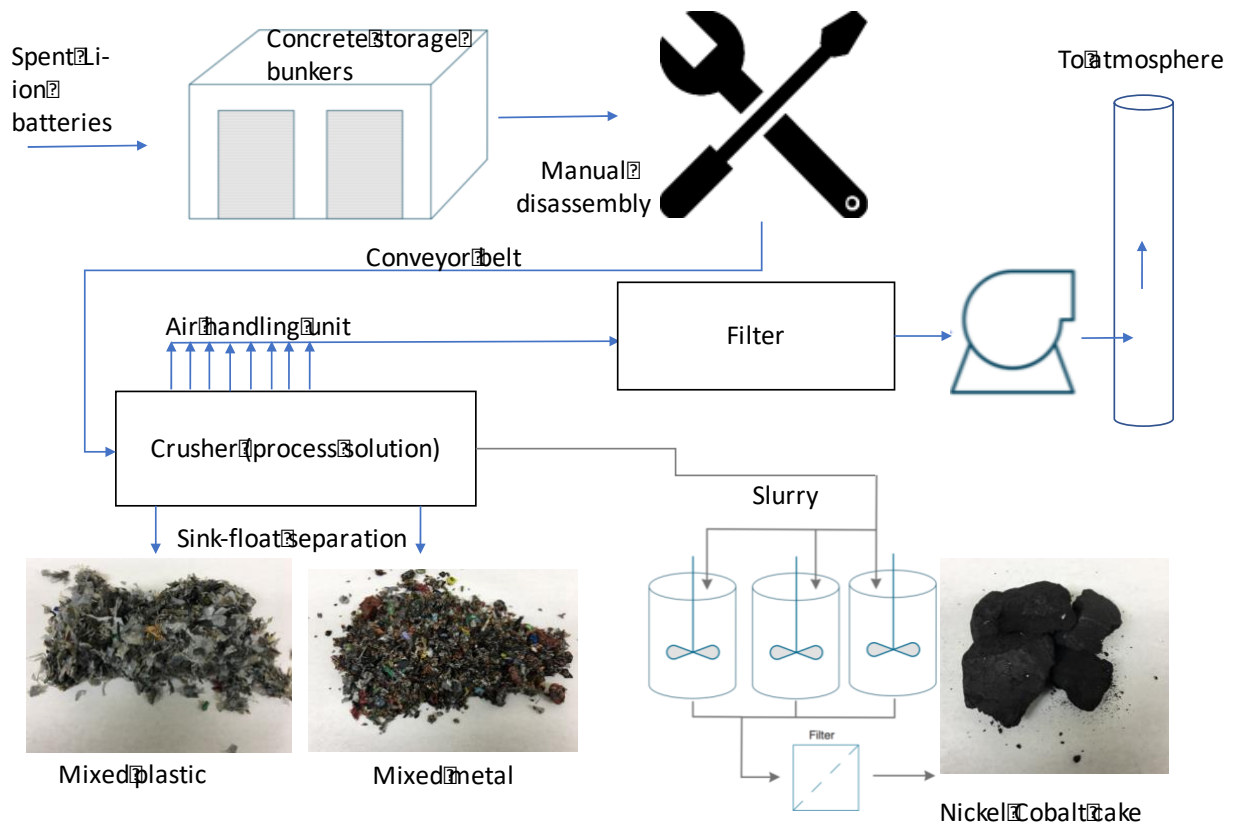 Spent⍰Li-
ion⍰
batteries
Concrete⍰storage⍰
bunkers
To⍰atmosphere
Manual⍰
disassembly
Conveyor⍰belt
Air⍰handling⍰unit
Filter
Crusher⍰(process⍰solution)
Slurry
Sink-float⍰separation
Filter
Mixed⍰plastic
Mixed⍰metal
Nickel⍰Cobalt⍰cake